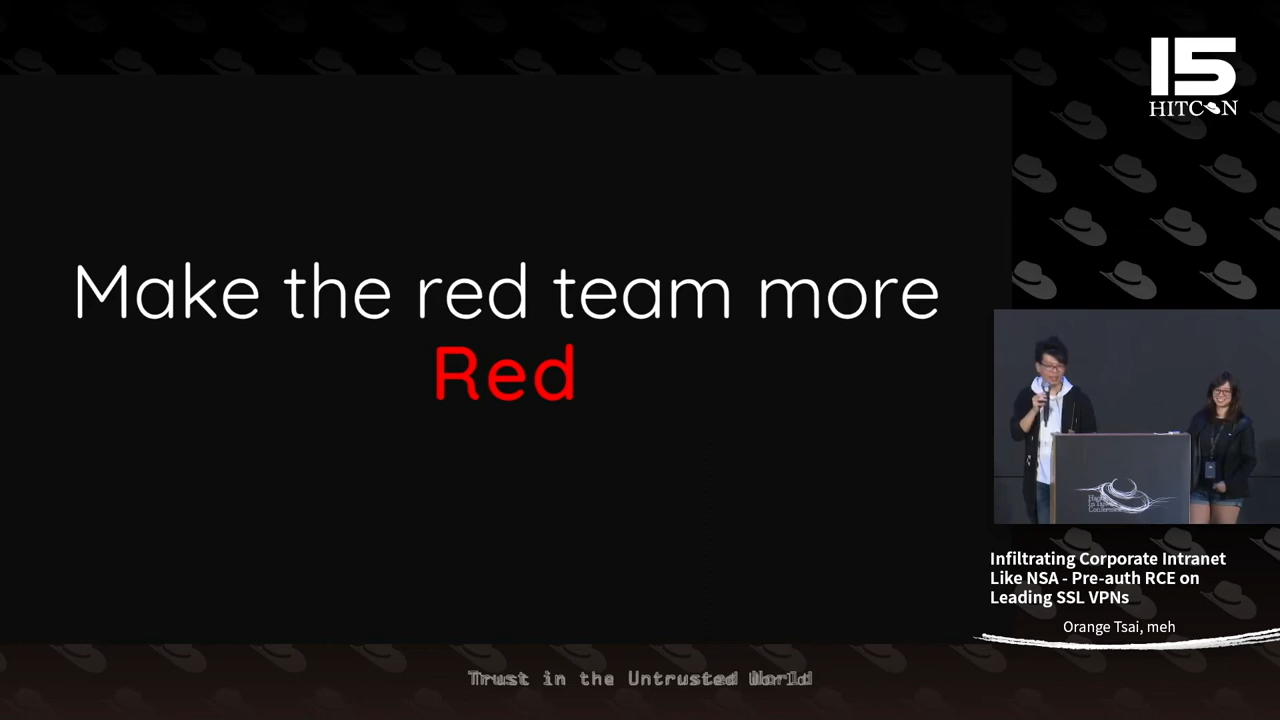 15
HITCON
Make the red team more
Red
Infiltrating Corporate Intranet
Like NSA - Pre-auth RCE on
Leading SSL VPNs
Orange Tsai, meh
Trust in the Untrusted World